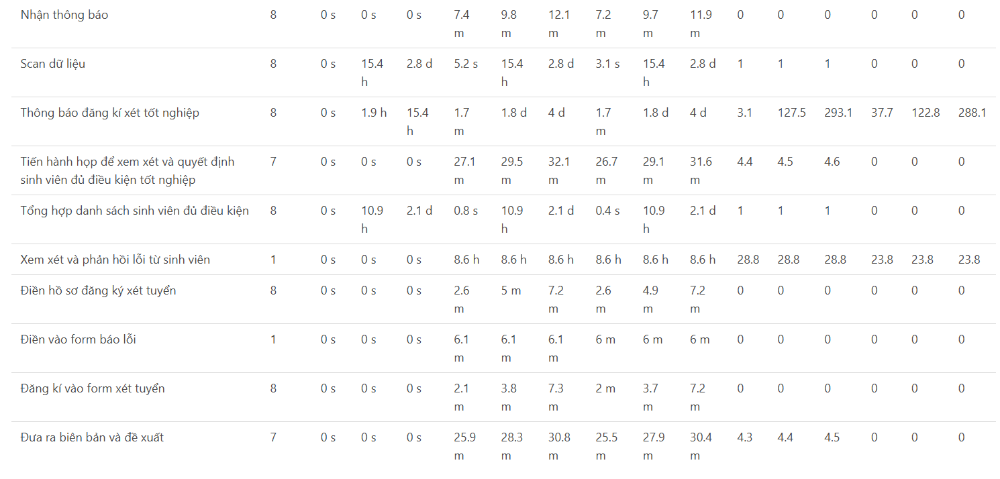 Nhận thông báo 8 0 s 0 s 0 s 7.4 9.8 12.1 7.2 9.7 11.9 0 0 0 0 0 0
m m m m m m
Scan dữ liệu 8 0 s 15.4 2.8 d 5.2 s 15.4 2.8 d 3.1 s 15.4 2.8 d 1 1 1 0 0 0
h h h
Thông báo đăng kí xét tốt nghiệp 8 0 s 1.9 h 15.4 1.7 1.8 d 4 d 1.7 1.8 d 4 d 3.1 127.5 293.1 37.7 122.8 288.1
h m m
Tiến hành họp để xem xét và quyết định 7 0 s 0 s 0 s 27.1 29.5 32.1 26.7 29.1 31.6 4.4 4.5 4.6 0 0 0
sinh viên đủ điều kiện tốt nghiệp m m m m m m
Tổng hợp danh sách sinh viên đủ điều kiện 8 0 s 10.9 2.1 d 0.8 s 10.9 2.1 d 0.4 s 10.9 2.1 d 1 1 1 0 0 0
h h h
Xem xét và phản hồi lỗi từ sinh viên 1 0 s 0 s 0 s 8.6 h 8.6 h 8.6 h 8.6 h 8.6 h 8.6 h 28.8 28.8 28.8 23.8 23.8 23.8
Điền hồ sơ đăng ký xét tuyển 8 0 s 0 s 0 s 2.6 5 m 7.2 2.6 4.9 7.2 0 0 0 0 0 0
m m m m m
Điền vào form báo lỗi 1 0 s 0 s 0 s 6.1 6.1 6.1 6 m 6 m 6 m 0 0 0 0 0 0
m m m
Đăng kí vào form xét tuyển 8 0 s 0 s 0 s 2.1 3.8 7.3 2 m 3.7 7.2 0 0 0 0 0 0
m m m m m
Đưa ra biên bản và đề xuất 7 0 s 0 s 0 s 25.9 28.3 30.8 25.5 27.9 30.4 4.3 4.4 4.5 0 0 0
m m m m m m